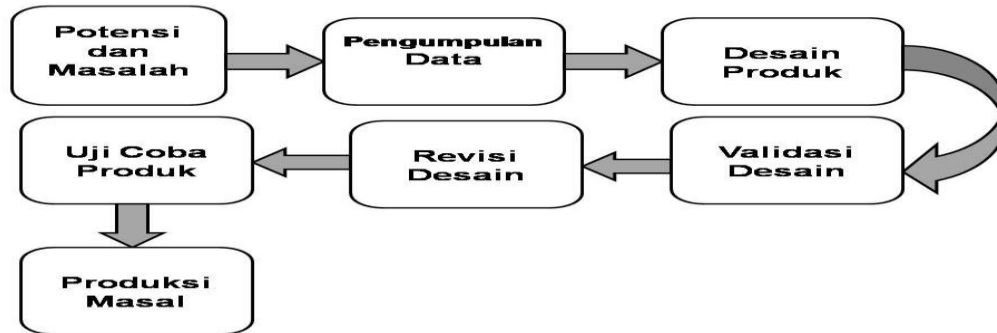 Potensi
dan
Masalah
Pengumpulan
Data
Desain
Produk
Validasi
Desain
Revisi
Desain
Uji Coba
Produk
Produksi
Masal